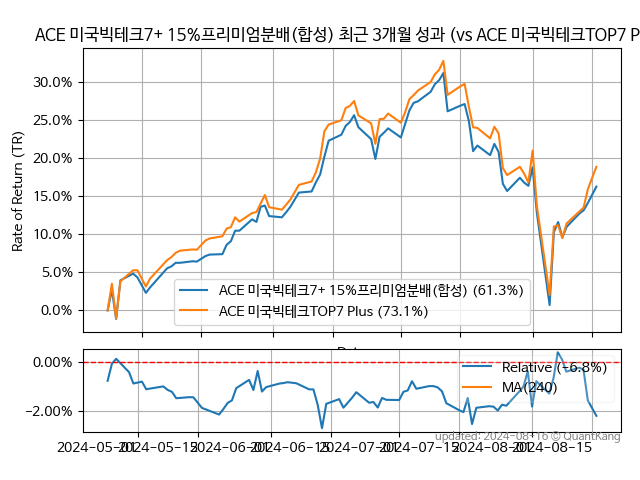 ACE 미국빅테크7+ 15%프리미엄분배(합성) 최근 3개월 성과 (vs ACE 미국빅테크TOP7 P
Rate of Return (TR)
30.0%
25.0%
20.0%
15.0%
10.0%
5.0%
0.0%
ACE 미국빅테크7+ 15%프리미엄분배(합성) (61.3%)
ACE 미국빅테크TOP7 Plus (73.1%)
0.00%
−2.00%
Relative (−6.8%)
MA(240)
updated: 2024-08-16 © QuantKang
2024-05-01 2024-05-15 2024-06-01 2024-06-15 2024-07-01 2024-07-15 2024-08-01 2024-08-15